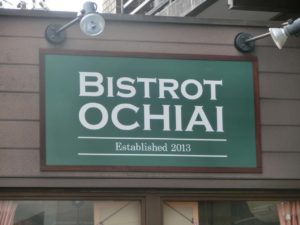 BISTROT
OCHIAI
Established 2013